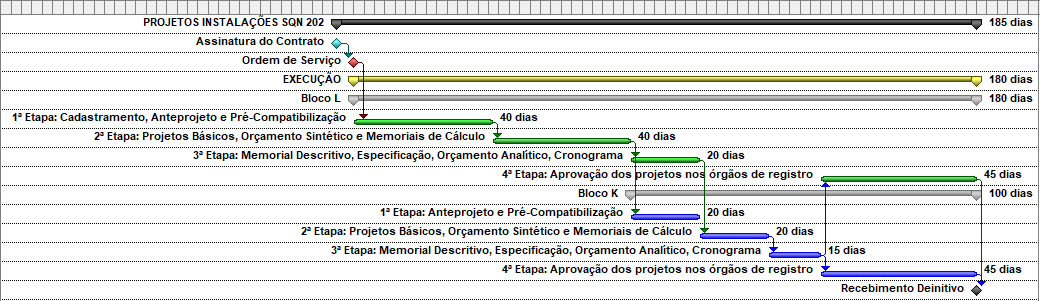 PROJETOS INSTALAÇÕES SQN 202 185 dias
Assinatura do Contrato
Ordem de Serviço
EXECUÇÃO 180 dias
Bloco L 180 dias
1ª Etapa: Cadastramento, Anteprojeto e Pré-Compatibilização 40 dias
2ª Etapa: Projetos Básicos, Orçamento Sintético e Memoriais de Cálculo 40 dias
3ª Etapa: Memorial Descritivo, Especificação, Orçamento Analítico, Cronograma 20 dias
4ª Etapa: Aprovação dos projetos nos órgãos de registro 45 dias
Bloco K 100 dias
1ª Etapa: Anteprojeto e Pré-Compatibilização 20 dias
2ª Etapa: Projetos Básicos, Orçamento Sintético e Memoriais de Cálculo 20 dias
3ª Etapa: Memorial Descritivo, Especificação, Orçamento Analítico, Cronograma 15 dias
4ª Etapa: Aprovação dos projetos nos órgãos de registro 45 dias
Recebimento Deinitivo